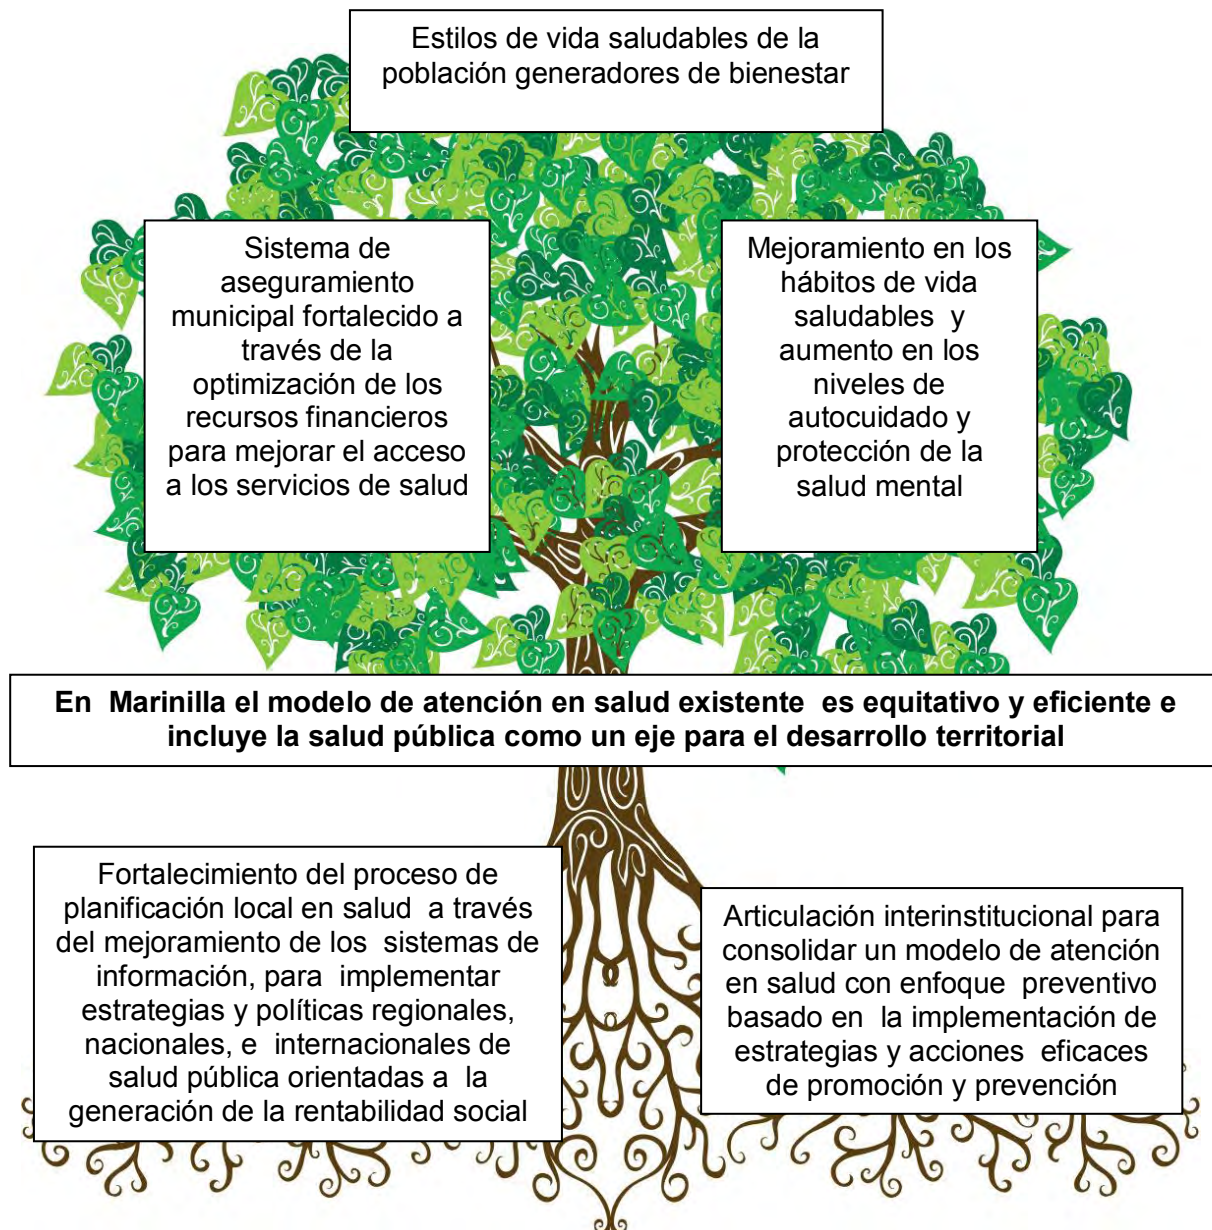 Estilos de vida saludables de la
población generadores de bienestar
Sistema de
aseguramiento
municipal fortalecido a
través de la
optimización de los
recursos financieros
para mejorar el acceso
a los servicios de salud
Mejoramiento en los
hábitos de vida
saludables y
aumento en los
niveles de
autocuidado y
protección de la
salud mental
En Marinilla el modelo de atención en salud existente es equitativo y eficiente e
incluye la salud pública como un eje para el desarrollo territorial
Fortalecimiento del proceso de
planificación local en salud a través
del mejoramiento de los sistemas de
información, para implementar
estrategias y políticas regionales,
nacionales, e internacionales de
salud pública orientadas a la
generación de la rentabilidad social
Articulación interinstitucional para
consolidar un modelo de atención
en salud con enfoque preventivo
basado en la implementación de
estrategias y acciones eficaces
de promoción y prevención